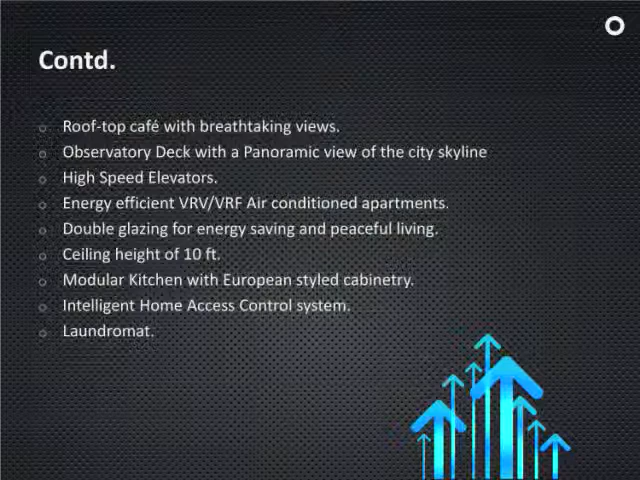 Contd.
Roof-top café with breathtaking views.
Observatory Deck with a Panoramic view of the city skyline
High Speed Elevators.
Energy efficient VRV/VRF Air conditioned apartments.
Double glazing for energy saving and peaceful living.
Ceiling height of 10 ft.
Modular Kitchen with European styled cabinetry.
Intelligent Home Access Control system.
Laundromat.